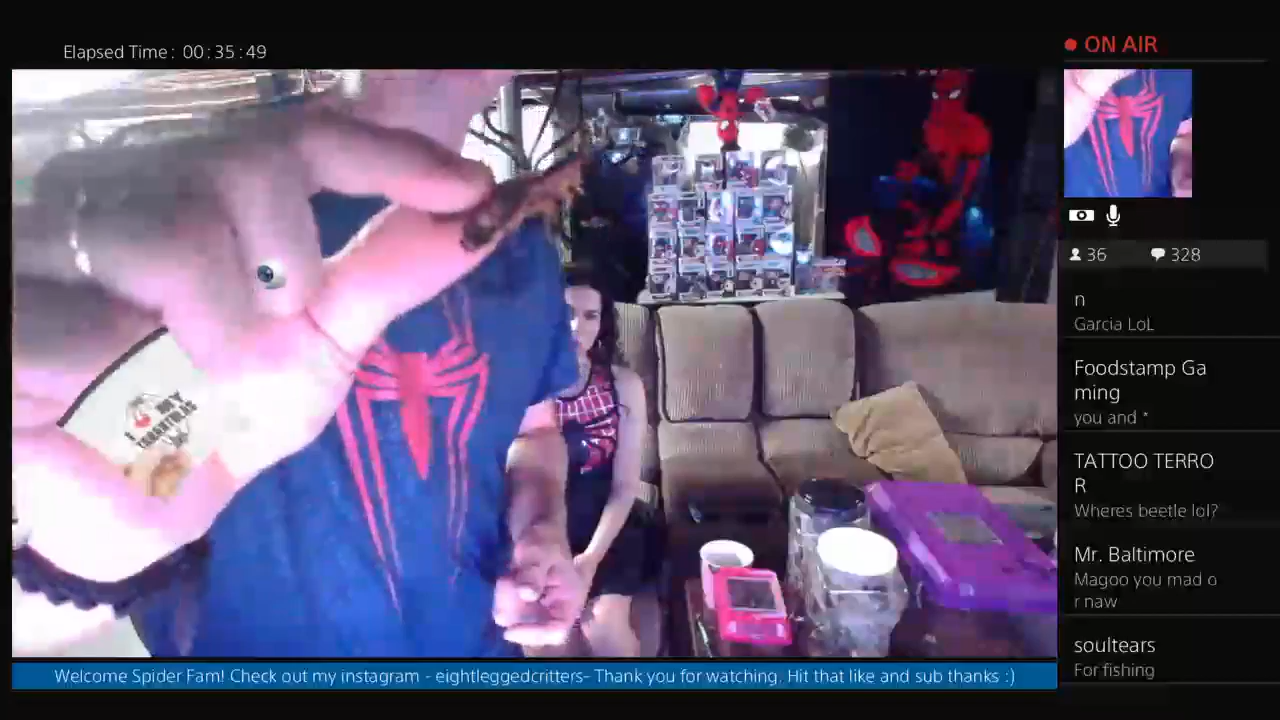 Elapsed Time: 00:35:49
ON AIR
36
328
n
Garcia LoL
Foodstamp Ga
ming
you and *
TATTOO TERRO
R
Wheres beetle lol?
Mr. Baltimore
Magoo you mad o
r naw
soultears
For fishing
MY
Welcome Spider Fam! Check out my instagram - eightleggedcritters- Thank you for watching. Hit that like and sub thanks :)